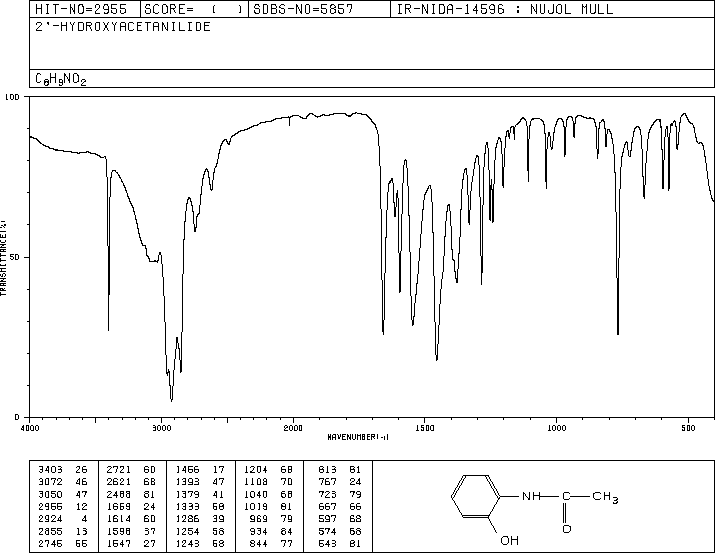 HIT-NO=2955 SCORE= ( ) SDBS-NO=5857 IR-NIDA-14596 : NUJOL MULL
2'-HYDROXYACETANILIDE
C8H9NO2
100
50
0
TRANSMITTANCE(%)
4000 3000 2000 1500 1000 500
WAVENUMBER(-1)
3403 26 2721 60 1456 17 1204 68 813 81
3072 46 2621 68 1393 47 1108 70 767 24
3050 47 2488 81 1379 41 1040 68 723 79
2955 12 1659 24 1333 58 1019 81 667 66
2924 4 1614 60 1286 39 969 79 597 68
2855 13 1598 37 1254 58 934 84 574 68
2746 55 1547 27 1243 58 844 77 543 81
NH C CH3
O
OH